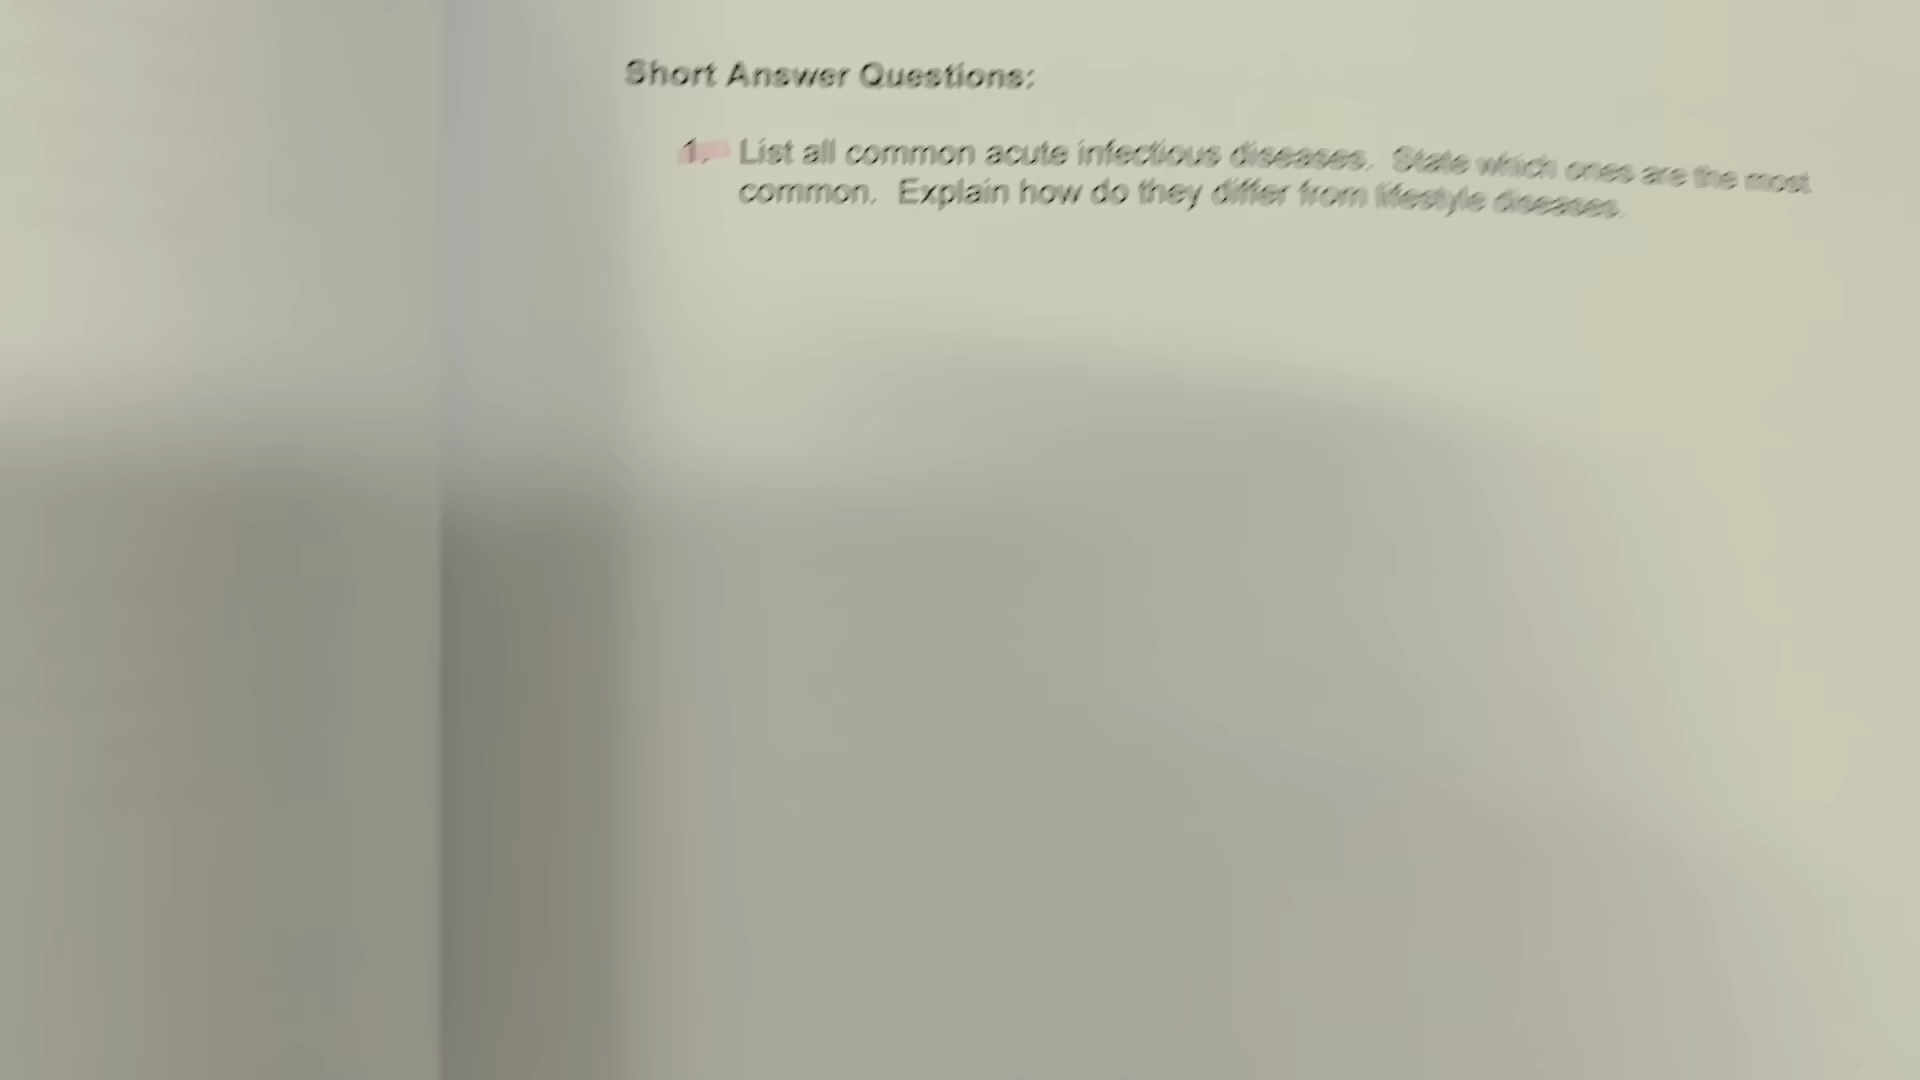 Short Answer Questions:
1. List all common acute infectious diseases. State which ones are the most
common. Explain how do they differ from lifestyle diseases.